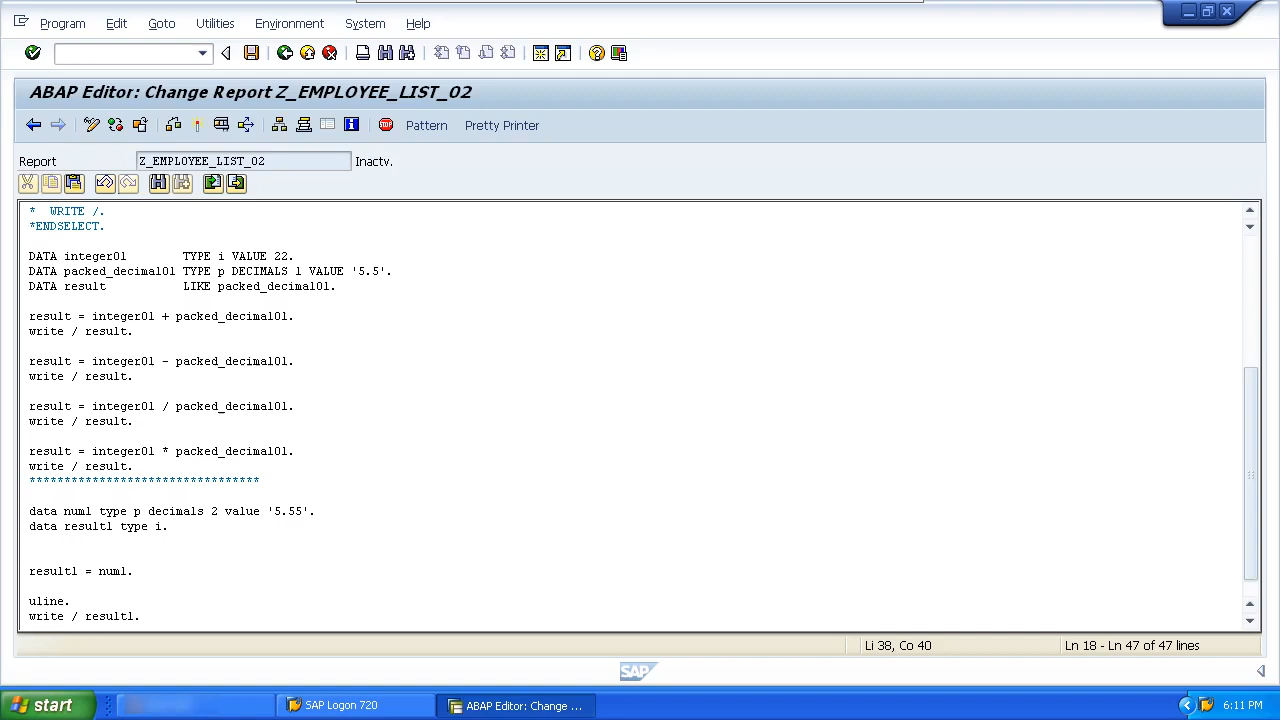 Program Edit Goto Utilities Environment System Help
ABAP Editor: Change Report Z_EMPLOYEE_LIST_02
STOP Pattern Pretty Printer
Report Z_EMPLOYEE_LIST_02 Inactv.
*  WRITE /.
*ENDSELECT.
DATA integer01        TYPE i VALUE 22.
DATA packed_decimal01 TYPE p DECIMALS 1 VALUE '5.5'.
DATA result           LIKE packed_decimal01.
result = integer01 + packed_decimal01.
write / result.
result = integer01 - packed_decimal01.
write / result.
result = integer01 / packed_decimal01.
write / result.
result = integer01 * packed_decimal01.
write / result.
*********************************
data num1 type p decimals 2 value '5.55'.
data result1 type i.
result1 = num1.
uline.
write / result1.
Li 38, Co 40 Ln 18 - Ln 47 of 47 lines
SAP
start SAP Logon 720 ABAP Editor: Change ... 6:11 PM